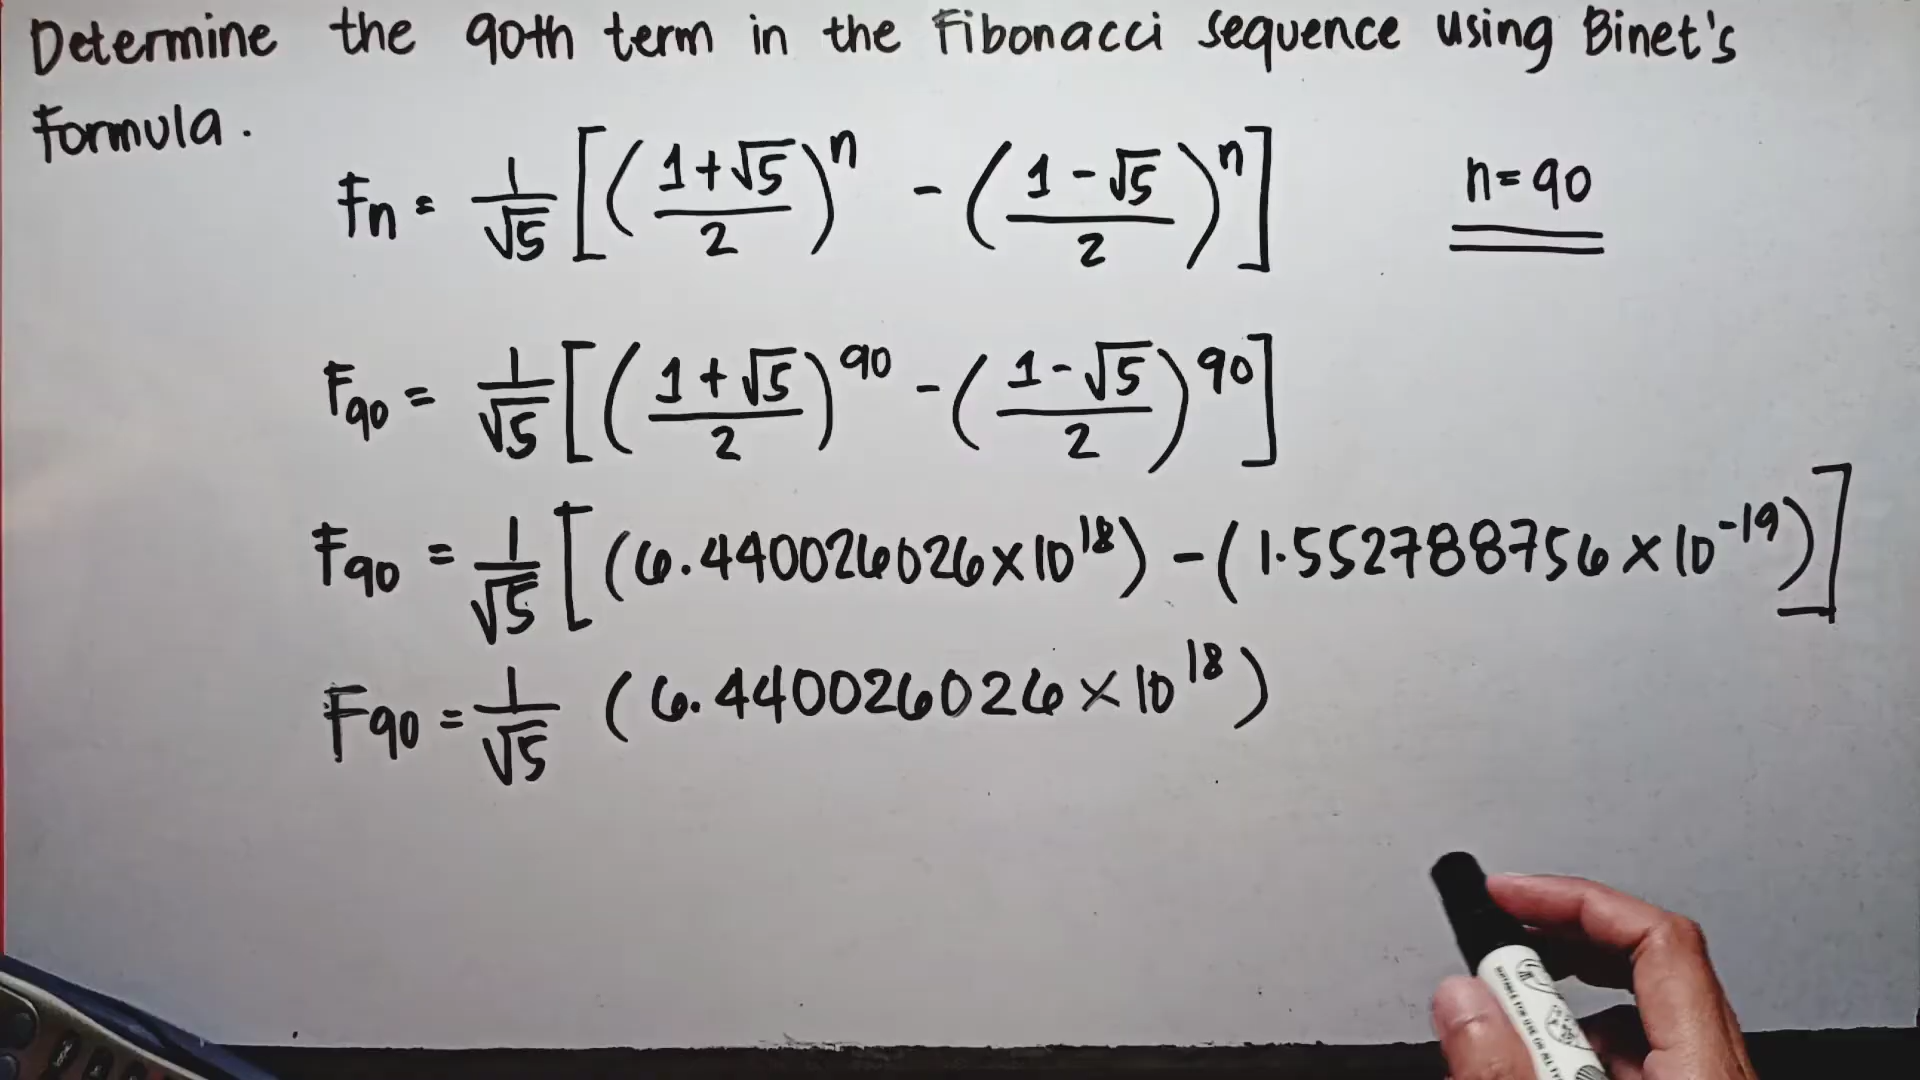 Determine the 90th term in the Fibonacci sequence using Binet's
Formula.
Fn = 1/√5 [((1+√5)/2)^n - ((1-√5)/2)^n] n=90
F90 = 1/√5 [((1+√5)/2)^90 - ((1-√5)/2)^90]
F90 = 1/√5 [(6.440026026×10^18) - (1.552788756×10^-19)]
F90 = 1/√5 (6.440026026×10^18)